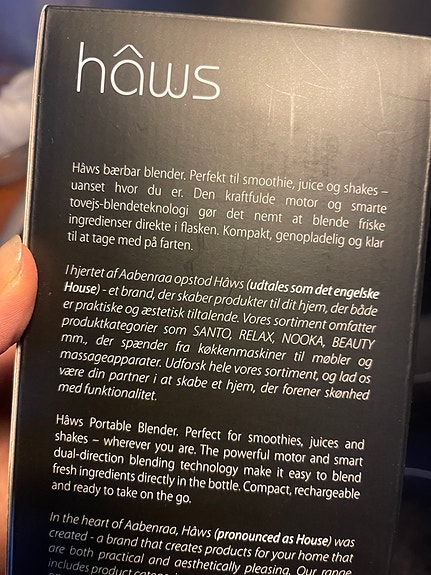 hâws
Hâws bærbar blender. Perfekt til smoothie, juice og shakes –
uanset hvor du er. Den kraftfulde motor og smarte
tovejs-blendeteknologi gør det nemt at blende friske
ingredienser direkte i flasken. Kompakt, genopladelig og klar
til at tage med på farten.
I hjertet af Aabenraa opstod Hâws (udtales som det engelske
House) - et brand, der skaber produkter til dit hjem, der både
er praktiske og æstetisk tiltalende. Vores sortiment omfatter
produktkategorier som SANTO, RELAX, NOOKA, BEAUTY
mm., der spænder fra køkkenmaskiner til møbler og
massageapparater. Udforsk hele vores sortiment, og lad os
være din partner i at skabe et hjem, der forener skønhed
med funktionalitet.
Hâws Portable Blender. Perfect for smoothies, juices and
shakes – wherever you are. The powerful motor and smart
dual-direction blending technology make it easy to blend
fresh ingredients directly in the bottle. Compact, rechargeable
and ready to take on the go.
In the heart of Aabenraa, Hâws (pronounced as House) was
created - a brand that creates products for your home that
are both practical and aesthetically pleasing. Our range
includes product